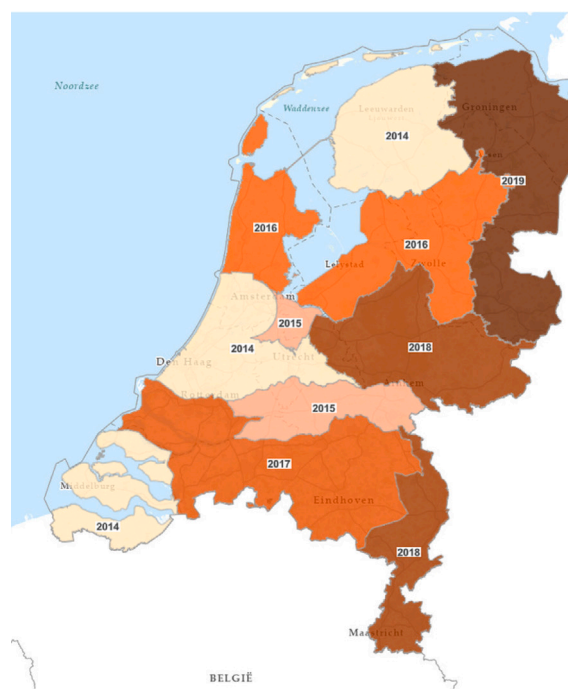 Noordzee
Waddenzee
Leeuwarden
Groningen
2014
2019
2016
2016
Lelystad
Zwolle
Amsterdam
2015
2014
Utrecht
2018
Den Haag
Arnhem
Rotterdam
2015
2017
Middelburg
Eindhoven
2014
2018
Maastricht
BELGIË